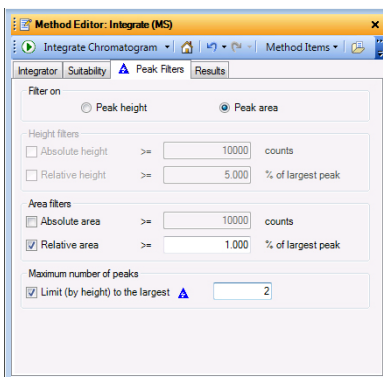 Method Editor: Integrate (MS)
Integrate Chromatogram Method Items
Integrator Suitability Peak Filters Results
Filter on
Peak height Peak area
Height filters
Absolute height >= 10000 counts
Relative height >= 5.000 % of largest peak
Area filters
Absolute area >= 10000 counts
Relative area >= 1.000 % of largest peak
Maximum number of peaks
Limit (by height) to the largest 2